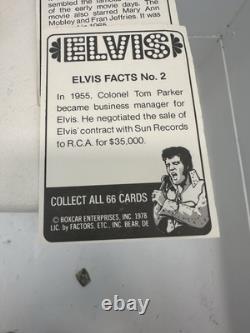 sembled the famous
of the early movie days. The
movie also starred Mary Ann
Mobley and Fran Jeffries. It was
ELVIS
ELVIS FACTS No. 2
In 1955, Colonel Tom Parker
became business manager for
Elvis. He negotiated the sale of
Elvis' contract with Sun Records
to R.C.A. for $35,000.
COLLECT ALL 66 CARDS
© BOXCAR ENTERPRISES, INC. 1978
LIC. by FACTORS, ETC., INC. BEAR, DE